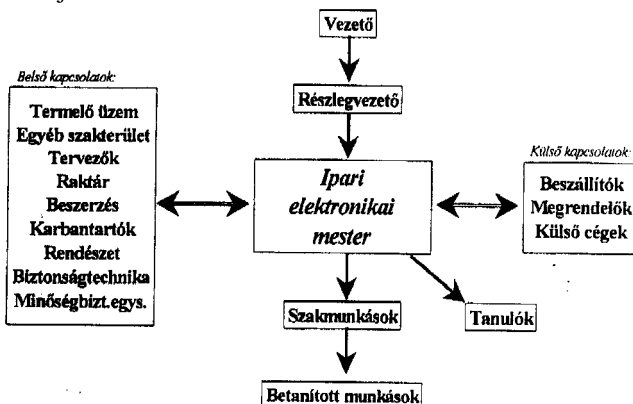 Vezető
Részlegvezető
Belső kapcsolatok:
Termelő üzem
Egyéb szakterület
Tervezők
Raktár
Beszerzés
Karbantartók
Rendészet
Biztonságtechnika
Minőségbizt.egys.
Ipari
elektronikai
mester
Külső kapcsolatok:
Beszállítók
Megrendelők
Külső cégek
Szakmunkások
Tanulók
Betanított munkások